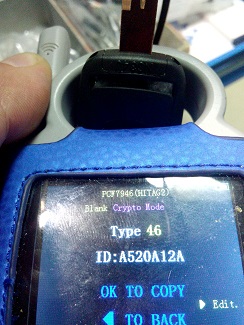 PCF7946(HITAG2)
Blank Crypto Mode
Type 46
ID:A520A12A
OK TO COPY
Edit.
TO BACK